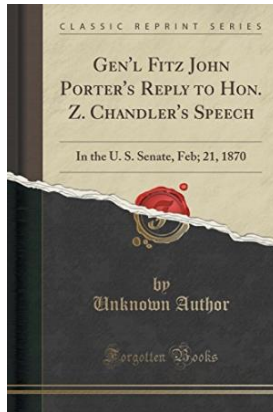 CLASSIC REPRINT SERIES
GEN'L FITZ JOHN
PORTER'S REPLY TO HON.
Z. CHANDLER'S SPEECH
In the U. S. Senate, Feb; 21, 1870
by
Unknown Author
Forgotten Books